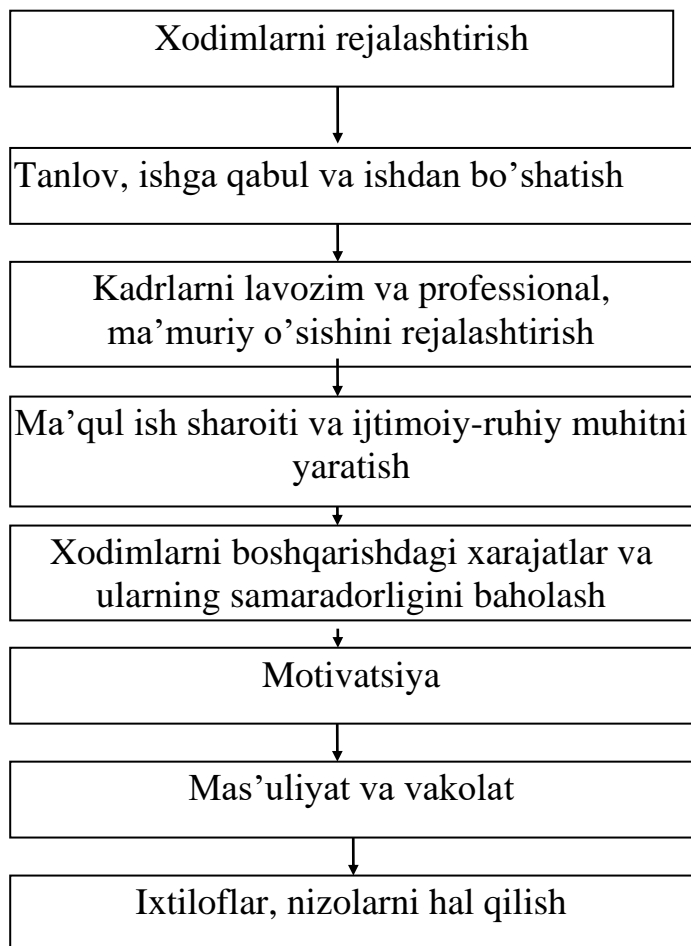 Xodimlarni rejalashtirish
Tanlov, ishga qabul va ishdan bo’shatish
Kadrlarni lavozim va professional,
ma’muriy o’sishini rejalashtirish
Ma’qul ish sharoiti va ijtimoiy-ruhiy muhitni
yaratish
Xodimlarni boshqarishdagi xarajatlar va
ularning samaradorligini baholash
Motivatsiya
Mas’uliyat va vakolat
Ixtiloflar, nizolarni hal qilish